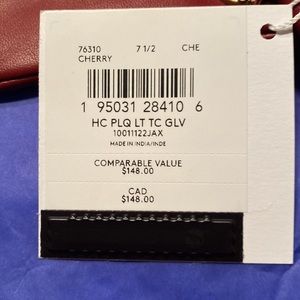 76310 7 1/2 CHE
CHERRY
1 95031 28410 6
HC PLQ LT TC GLV
10011122JAX
MADE IN INDIA/INDE
COMPARABLE VALUE
$148.00
CAD
$148.00